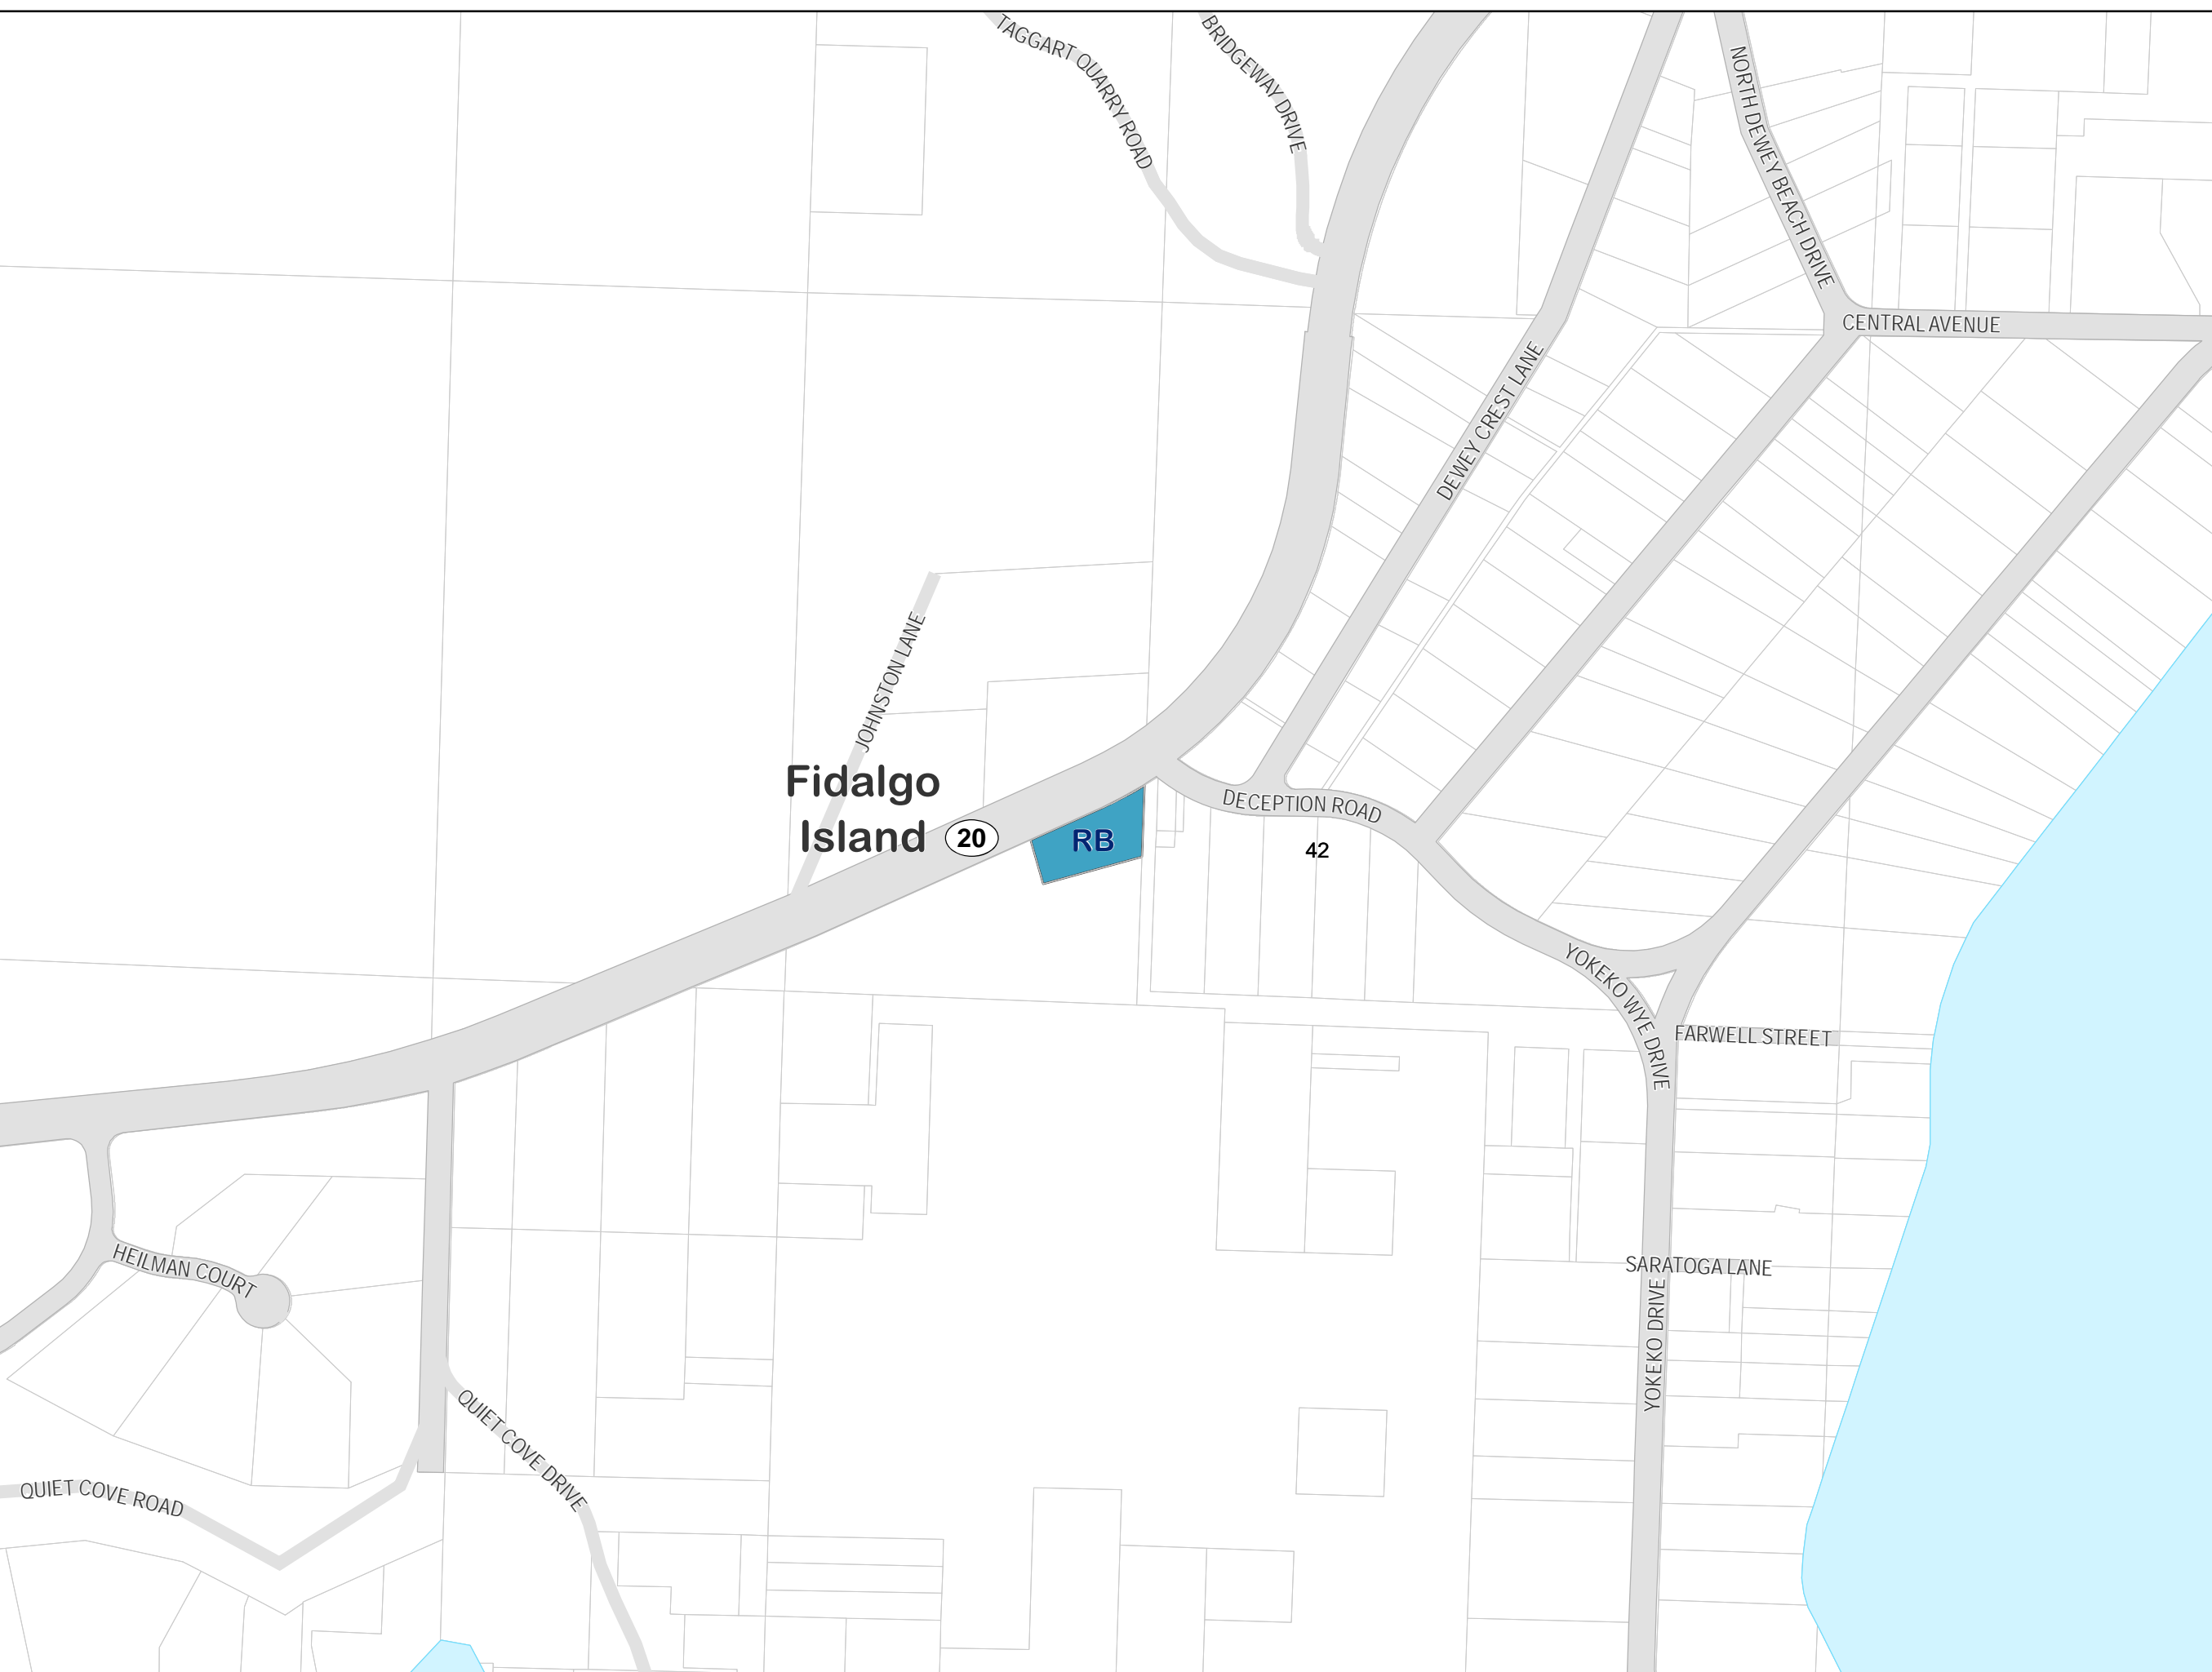 TAGGART QUARRY ROAD
BRIDGEWAY DRIVE
NORTH DEWEY BEACH DRIVE
CENTRAL AVENUE
DEWEY CREST LANE
JOHNSTON LANE
Fidalgo
Island
20
RB
DECEPTION ROAD
42
YOKEKO WYE DRIVE
FARWELL STREET
HEILMAN COURT
SARATOGA LANE
YOKEKO DRIVE
QUIET COVE DRIVE
QUIET COVE ROAD